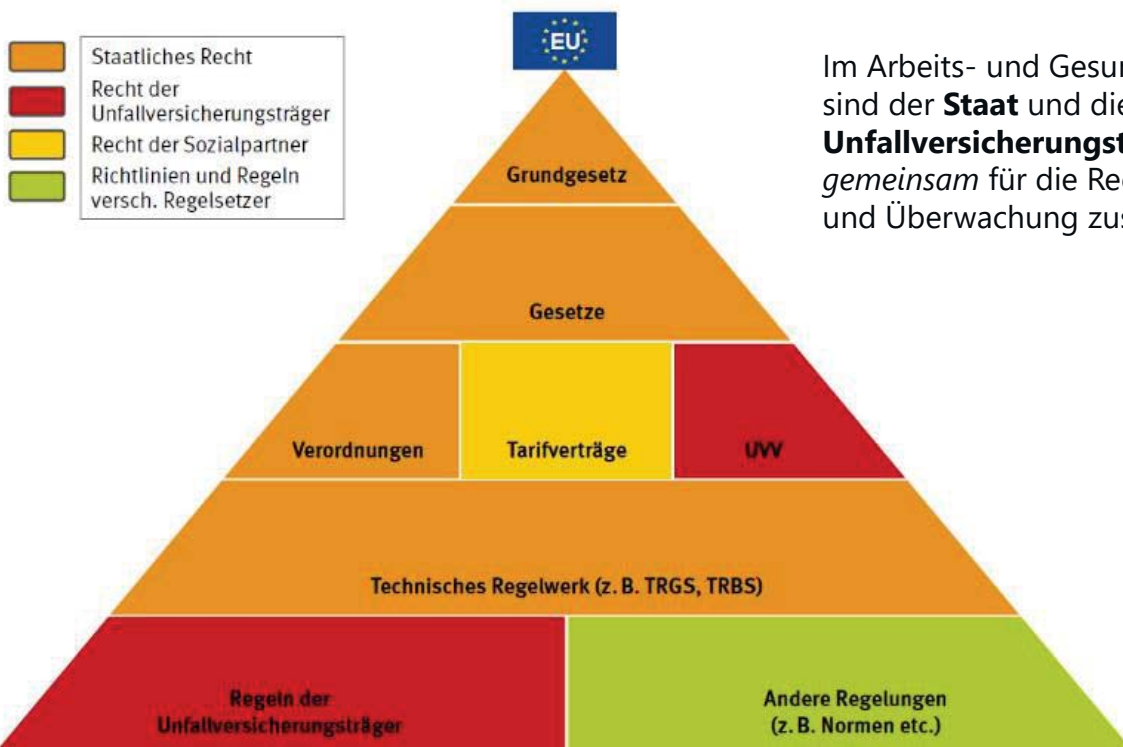 Staatliches Recht
Recht der
Unfallversicherungsträger
Recht der Sozialpartner
Richtlinien und Regeln
versch. Regelsetzer
EU
Im Arbeits- und Gesun
sind der Staat und die
Unfallversicherungst
gemeinsam für die Re
und Überwachung zus
Grundgesetz
Gesetze
Verordnungen
Tarifverträge
UVV
Technisches Regelwerk (z. B. TRGS, TRBS)
Regeln der
Unfallversicherungsträger
Andere Regelungen
(z. B. Normen etc.)